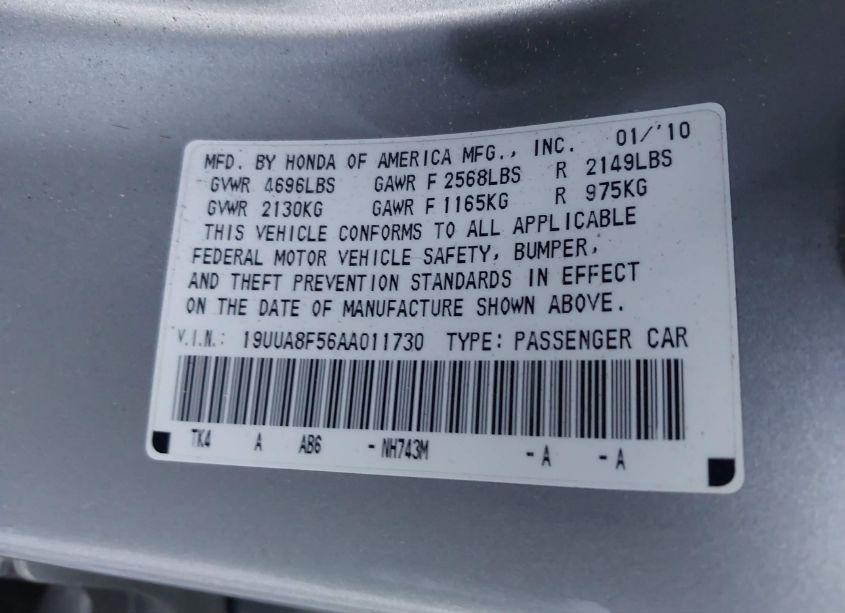 MFD. BY HONDA OF AMERICA MFG., INC. 01/'10
GVWR 4696LBS GAWR F 2568LBS R 2149LBS
GVWR 2130KG GAWR F 1165KG R 975KG
THIS VEHICLE CONFORMS TO ALL APPLICABLE
FEDERAL MOTOR VEHICLE SAFETY, BUMPER,
AND THEFT PREVENTION STANDARDS IN EFFECT
ON THE DATE OF MANUFACTURE SHOWN ABOVE.
V.I.N.: 19UUA8F56AA011730 TYPE: PASSENGER CAR
TK4 A AB6 - NH743M - A - A